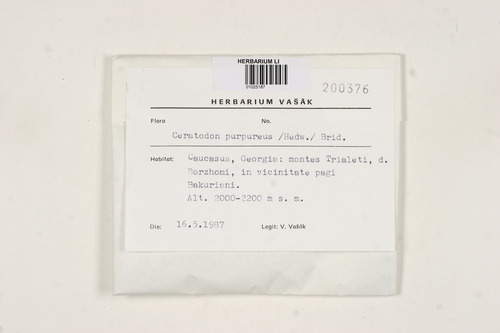 HERBARIUM LI
01025187
200376
HERBARIUM VAŠÁK
Flora No.
Ceratodon purpureus /Hedw./ Brid.
Habitat: Caucasus, Georgia: montes Trialeti, d.
Borzhomi, in vicinitate pagi
Bakuriani.
Alt. 2000-2200 m s. m.
Die: 16.5.1987 Legit: V. Vašák